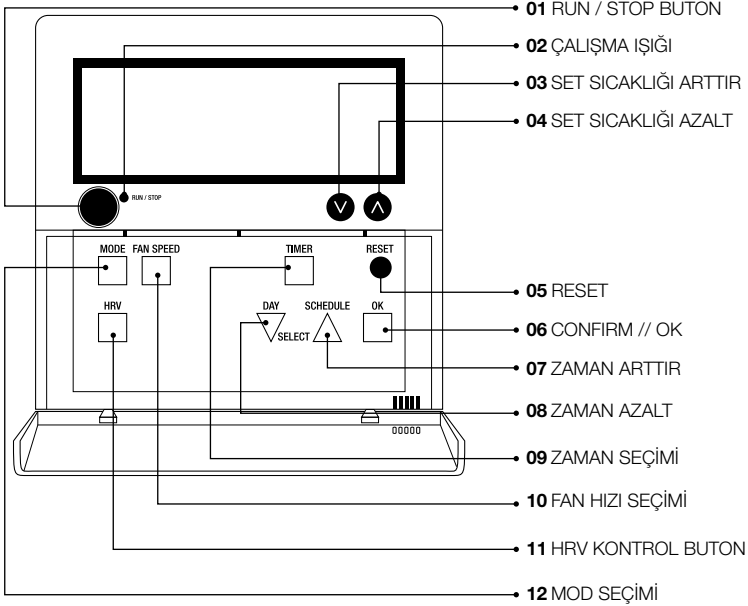 01 RUN / STOP BUTON
02 ÇALIŞMA IŞIĞI
03 SET SICAKLIĞI ARTTIR
04 SET SICAKLIĞI AZALT
RUN / STOP
MODE FAN SPEED TIMER RESET
HRV DAY SCHEDULE OK
SELECT
05 RESET
06 CONFIRM // OK
07 ZAMAN ARTTIR
08 ZAMAN AZALT
09 ZAMAN SEÇİMİ
10 FAN HIZI SEÇİMİ
11 HRV KONTROL BUTON
12 MOD SEÇİMİ